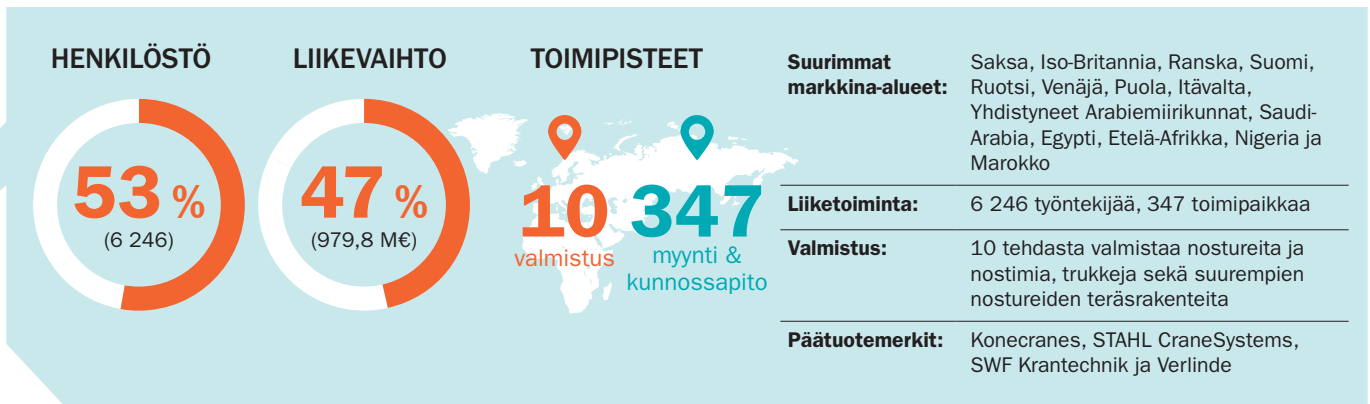 HENKILÖSTÖ
53 %
(6 246)
LIIKEVAIHTO
47 %
(979,8 M€)
TOIMIPISTEET
10
valmistus
347
myynti &
kunnossapito
Suurimmat
markkina-alueet:
Saksa, Iso-Britannia, Ranska, Suomi,
Ruotsi, Venäjä, Puola, Itävalta,
Yhdistyneet Arabiemiirikunnat, Saudi-
Arabia, Egypti, Etelä-Afrikka, Nigeria ja
Marokko
Liiketoiminta:
6 246 työntekijää, 347 toimipaikkaa
Valmistus:
10 tehdasta valmistaa nostureita ja
nostimia, trukkeja sekä suurempien
nostureiden teräsrakenteita
Päätuotemerkit:
Konecranes, STAHL CraneSystems,
SWF Krantechnik ja Verlinde